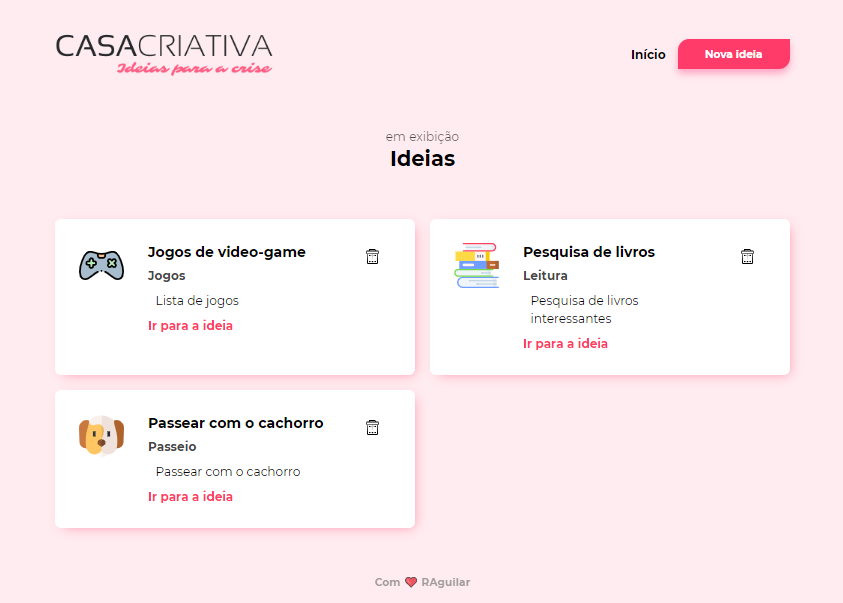 CASACRIATIVA
Ideias para a crise
Início
Nova ideia
em exibição
Ideias
Jogos de video-game
Jogos
Lista de jogos
Ir para a ideia
Pesquisa de livros
Leitura
Pesquisa de livros
interessantes
Ir para a ideia
Passear com o cachorro
Passeio
Passear com o cachorro
Ir para a ideia
Com ❤ RAguilar